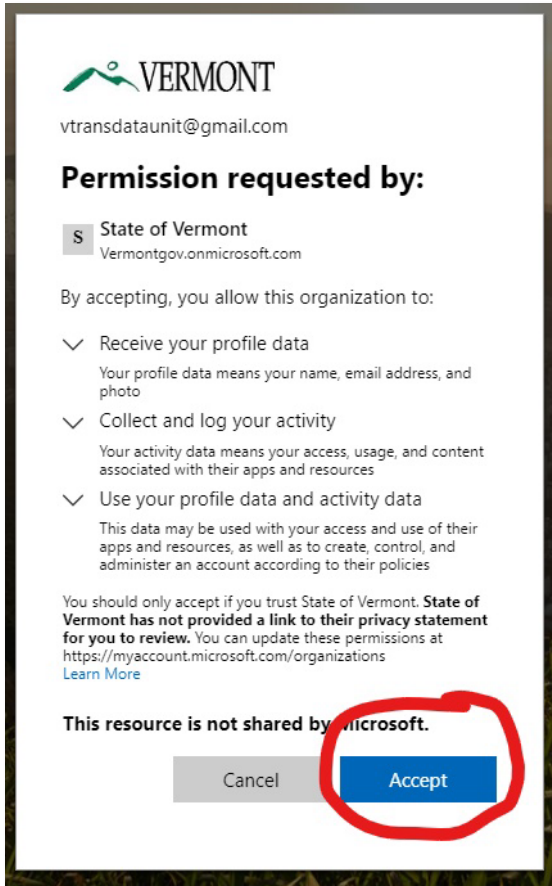 VERMONT
vtransdataunit@gmail.com
Permission requested by:
S
State of Vermont
Vermontgov.onmicrosoft.com
By accepting, you allow this organization to:
Receive your profile data
Your profile data means your name, email address, and
photo
Collect and log your activity
Your activity data means your access, usage, and content
associated with their apps and resources
Use your profile data and activity data
This data may be used with your access and use of their
apps and resources, as well as to create, control, and
administer an account according to their policies
You should only accept if you trust State of Vermont. State of
Vermont has not provided a link to their privacy statement
for you to review. You can update these permissions at
https://myaccount.microsoft.com/organizations
Learn More
This resource is not shared by Microsoft.
Cancel
Accept